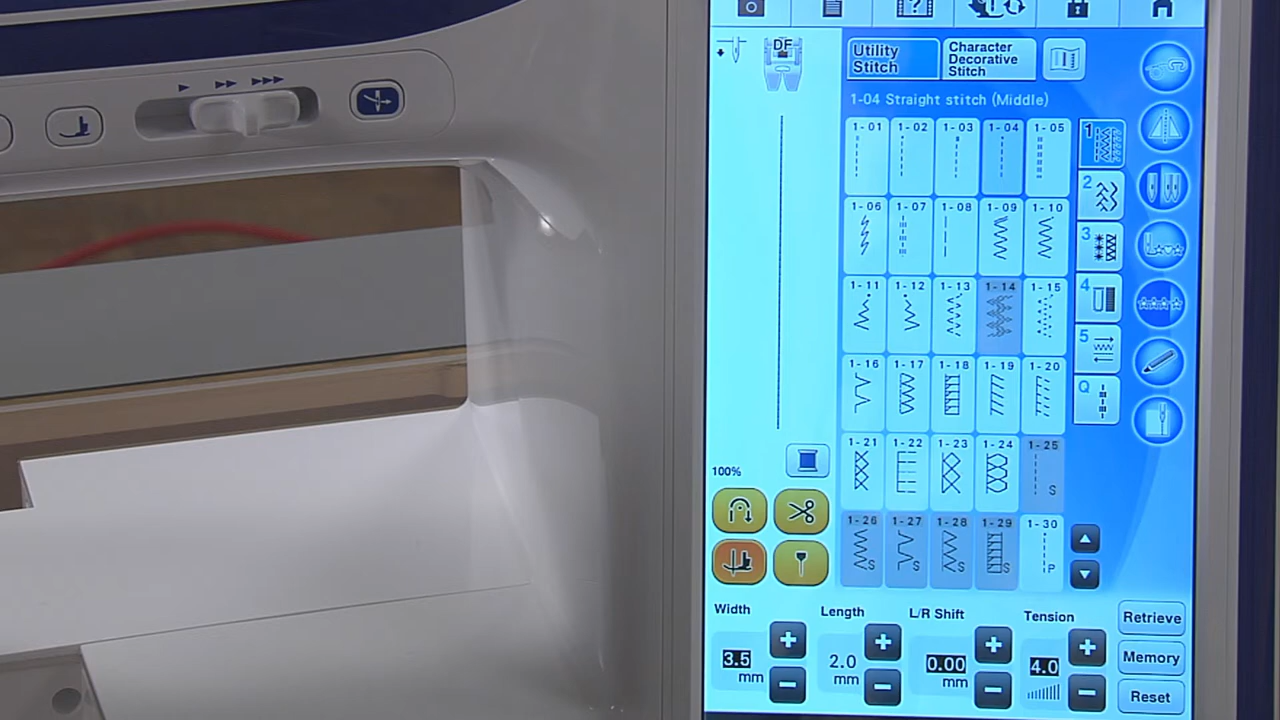 DF
Utility
Stitch
Character
Decorative
Stitch
1-04 Straight stitch (Middle)
1-01 1-02 1-03 1-04 1-05
1-06 1-07 1-08 1-09 1-10
1-11 1-12 1-13 1-14 1-15
1-16 1-17 1-18 1-19 1-20
1-21 1-22 1-23 1-24 1-25
S
1-26 1-27 1-28 1-29 1-30
S S S S P
1
2
3
4
5
Q
100%
Width Length L/R Shift Tension
3.5 mm
2.0 mm
0.00 mm
4.0
Retrieve
Memory
Reset